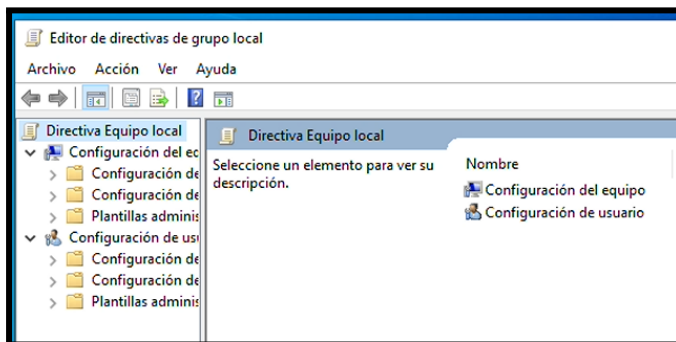 Editor de directivas de grupo local
Archivo Acción Ver Ayuda
Directiva Equipo local
Configuración del ec
Configuración de
Configuración de
Plantillas adminis
Configuración de usu
Configuración de
Configuración de
Plantillas adminis
Directiva Equipo local
Seleccione un elemento para ver su
descripción.
Nombre
Configuración del equipo
Configuración de usuario